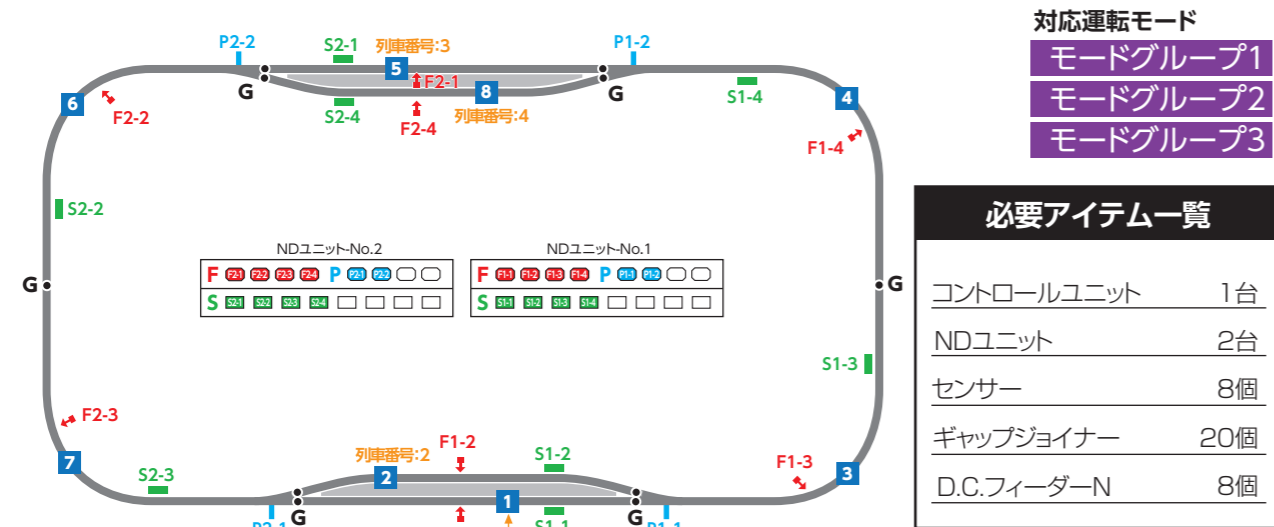 対応運転モード
モードグループ1
モードグループ2
モードグループ3
P2-2
S2-1
列車番号:3
P1-2
5
F2-1
G
8
G
S1-4
4
6
F2-2
S2-4
F2-4
列車番号:4
F1-4
S2-2
必要アイテム一覧
コントロールユニット 1台
NDユニット 2台
センサー 8個
ギャップジョイナー 20個
D.C.フィーダーN 8個
NDユニット-No.2
F F2-1 F2-2 F2-3 F2-4 P P2-1 P2-2
S S2-1 S2-2 S2-3 S2-4
NDユニット-No.1
F F1-1 F1-2 F1-3 F1-4 P P1-1 P1-2
S S1-1 S1-2 S1-3 S1-4
G
G
S1-3
F2-3
7
S2-3
列車番号:2
F1-2
S1-2
F1-3
3
2
1
P2-1
G
S1-1
G
P1-1